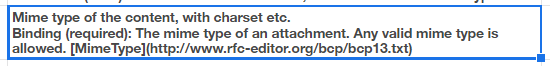 Mime type of the content, with charset etc.
Binding (required): The mime type of an attachment. Any valid mime type is
allowed. [MimeType](http://www.rfc-editor.org/bcp/bcp13.txt)